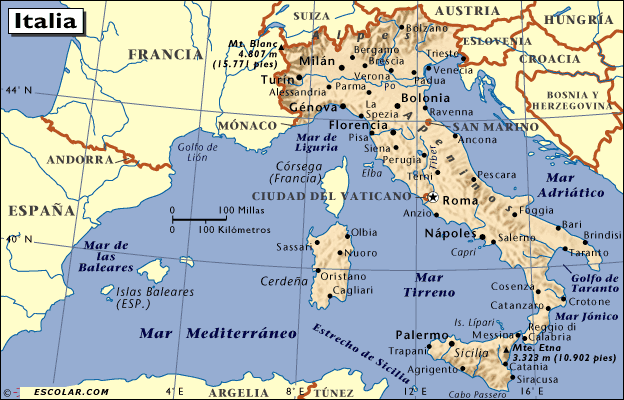 Italia
SUIZA
AUSTRIA
HUNGRÍA
ESLOVENIA
CROACIA
BOSNIA Y
HERZEGOVINA
FRANCIA
Mt. Blanc
4.807 m
(15.771 pies)
Alpes
Bolzano
Bergamo
Brescia
Trieste
Milán
Venecia
Verona
Padua
Turín
Po
Alessandria
Parma
44°N
Génova
La
Spezia
Bolonia
Ravenna
MÓNACO
Mar de
Liguria
Florencia
SAN MARINO
Pisa
Ancona
Apenino
Golfo de
Lión
Siena
Perugia
Tiber
ANDORRA
Córsega
(Francia)
Elba
Terni
Pescara
Mar
Adriático
CIUDAD DEL VATICANO
Roma
ESPAÑA
0 100 Millas
0 100 Kilómetros
Anzio
Foggia
Bari
40°N
Mar de
las
Baleares
Olbia
Sassari
Nuoro
Nápoles
Salerno
Capri
Brindisi
Taranto
Cerdeña
Oristano
Cagliari
Mar
Tirreno
Golfo de
Taranto
Islas Baleares
(ESP.)
Cosenza
Catanzaro
Crotone
Mar Jónico
Mar Mediterráneo
Is. Lípari
Messina
Reggio di
Calabria
Estrecho de Sicilia
Palermo
Mte. Etna
3.323 m (10.902 pies)
Trapani
Sicilia
Agrigento
Catania
Siracusa
© ESCOLAR.COM
4°E
ARGELIA
8°E
TÚNEZ
12°E
Cabo Passero
16°E